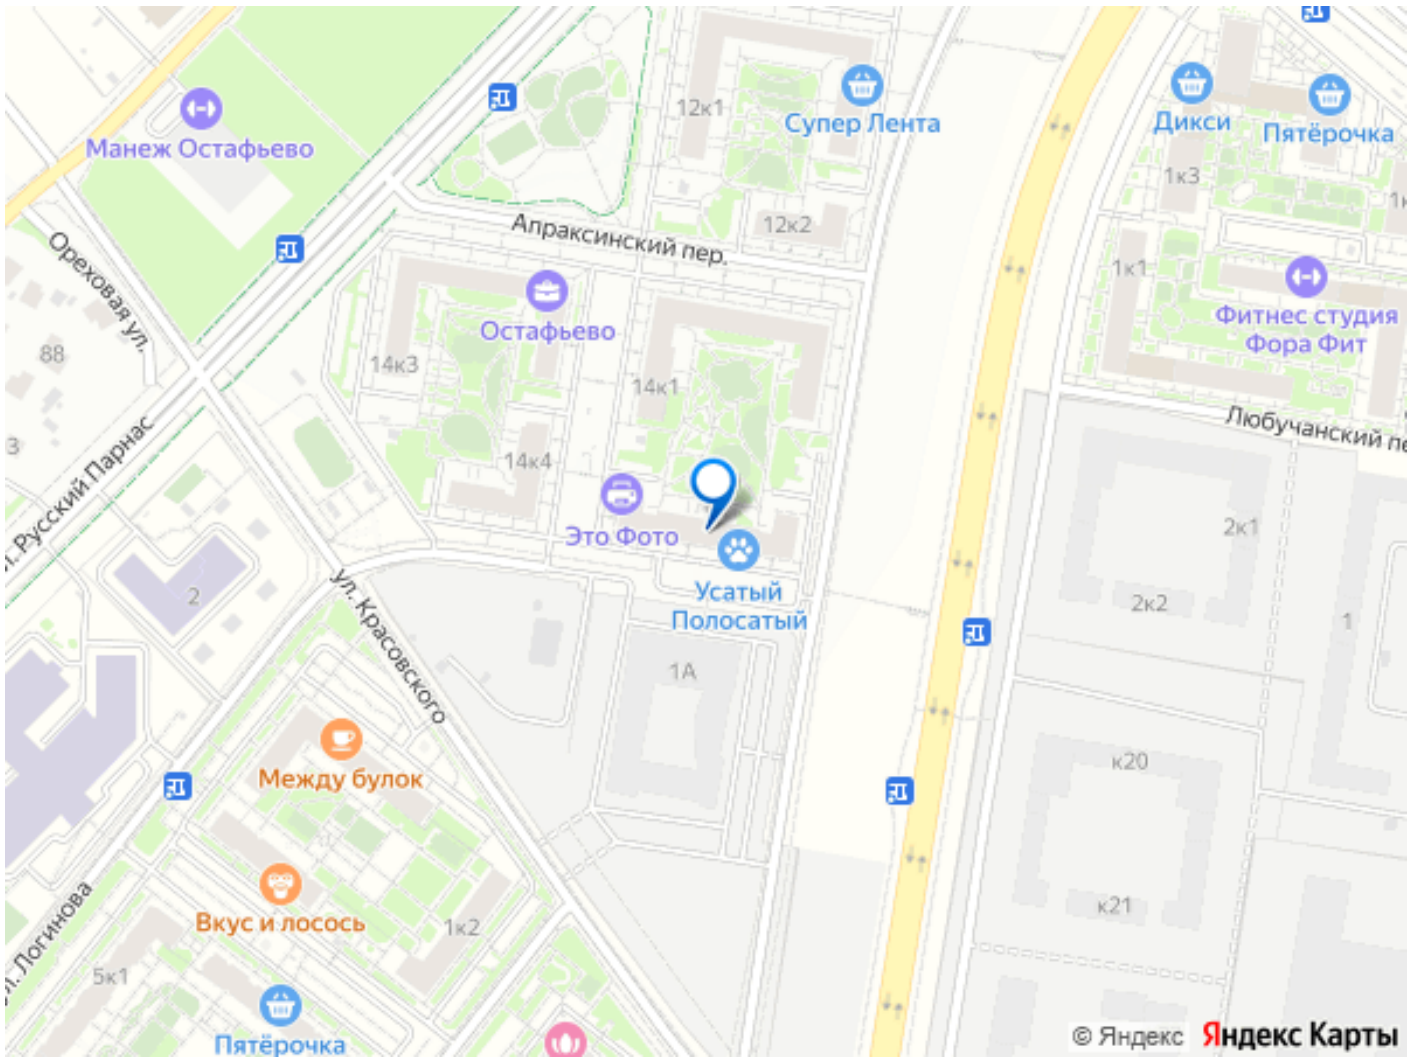 12к1
Супер Лента
Дикси
Пятёрочка
Манеж Остафьево
1к3
12к2
Апраксинский пер.
Ореховая ул.
1к1
Остафьево
Фитнес студия
Фора Фит
88
14к3
14к1
Любучанский пе
3
Русский Парнас
14к4
Это Фото
2к1
2
Усатый
Полосатый
2к2
1
ул. Красовского
1А
Между булок
к20
Вкус и лосось
1к2
к21
Логинова
5к1
Пятёрочка
© Яндекс Яндекс Карты